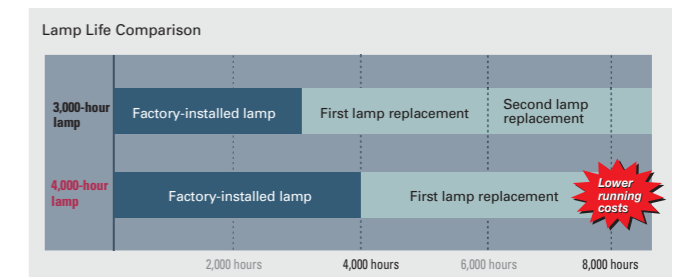 Lamp Life Comparison
3,000-hour
lamp
Factory-installed lamp
First lamp replacement
Second lamp
replacement
4,000-hour
lamp
Factory-installed lamp
First lamp replacement
Lower
running
costs
2,000 hours
4,000 hours
6,000 hours
8,000 hours